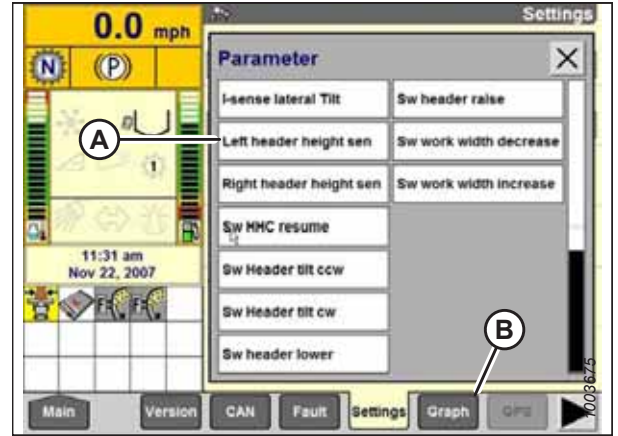 0.0 mph
Settings
N
(P)
Parameter
I-sense lateral Tilt
Sw header raise
A
Left header height sen
Sw work width decrease
1
Right header height sen
Sw work width increase
Sw HHC resume
11:31 am
Nov 22, 2007
Sw Header tilt ccw
Sw Header tilt cw
B
Sw header lower
1003675
Main
Version
CAN
Fault
Settings
Graph
GPS